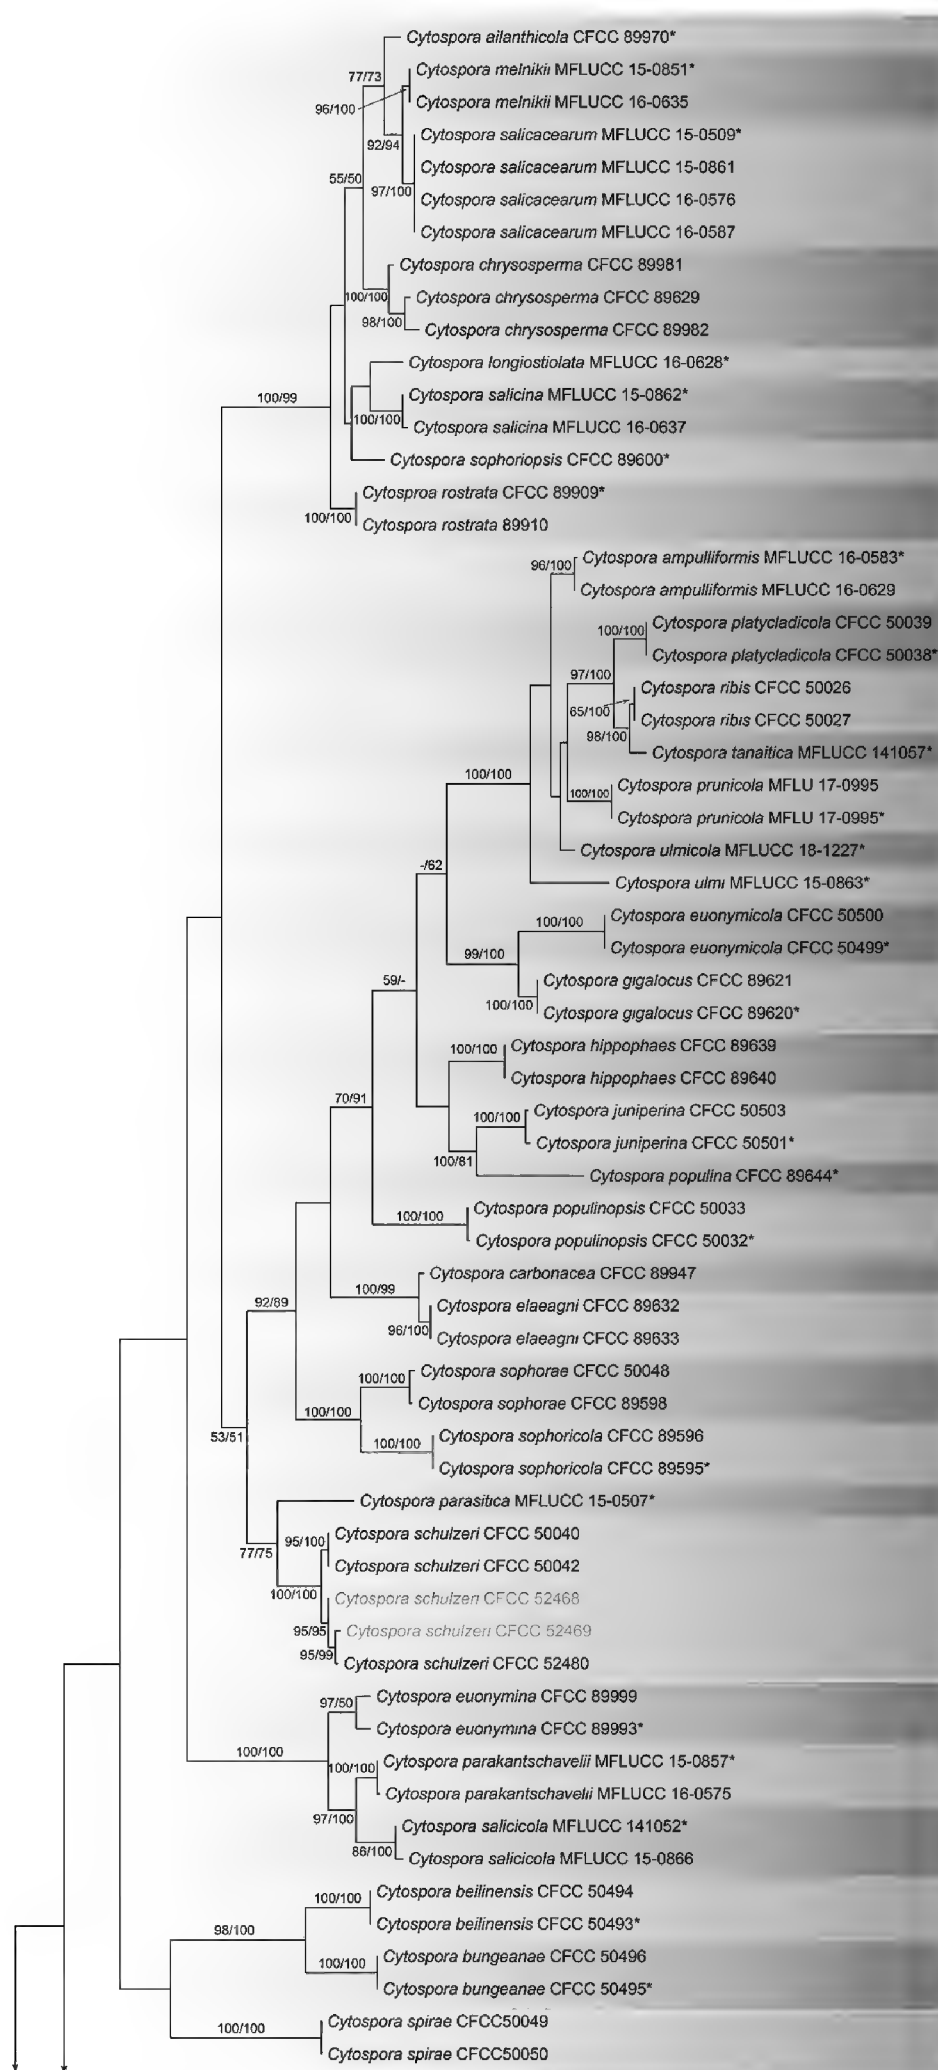 Cytospora ailanthicola CFCC 89970*
Cytospora melnikii MFLUCC 15-0851*
77/73
96/100
Cytospora melnikii MFLUCC 16-0635
Cytospora salicacearum MFLUCC 15-0509*
92/94
Cytospora salicacearum MFLUCC 15-0861
55/50
97/100
Cytospora salicacearum MFLUCC 16-0576
Cytospora salicacearum MFLUCC 16-0587
Cytospora chrysosperma CFCC 89981
100/100
Cytospora chrysosperma CFCC 89629
98/100
Cytospora chrysosperma CFCC 89982
Cytospora longiostiolata MFLUCC 16-0628*
Cytospora salicina MFLUCC 15-0862*
100/99
100/100
Cytospora salicina MFLUCC 16-0637
Cytospora sophoriopsis CFCC 89600*
Cytosproa rostrata CFCC 89909*
100/100
Cytospora rostrata 89910
Cytospora ampulliformis MFLUCC 16-0583*
96/100
Cytospora ampulliformis MFLUCC 16-0629
Cytospora platycladicola CFCC 50039
100/100
Cytospora platycladicola CFCC 50038*
97/100
Cytospora ribis CFCC 50026
65/100
Cytospora ribis CFCC 50027
98/100
Cytospora tanaitica MFLUCC 141057*
100/100
Cytospora prunicola MFLU 17-0995
100/100
Cytospora prunicola MFLU 17-0995*
Cytospora ulmicola MFLUCC 18-1227*
-/62
Cytospora ulmi MFLUCC 15-0863*
Cytospora euonymicola CFCC 50500
100/100
Cytospora euonymicola CFCC 50499*
99/100
Cytospora gigalocus CFCC 89621
59/-
100/100
Cytospora gigalocus CFCC 89620*
Cytospora hippophaes CFCC 89639
100/100
Cytospora hippophaes CFCC 89640
70/91
Cytospora juniperina CFCC 50503
100/100
Cytospora juniperina CFCC 50501*
100/81
Cytospora populina CFCC 89644*
Cytospora populinopsis CFCC 50033
100/100
Cytospora populinopsis CFCC 50032*
Cytospora carbonacea CFCC 89947
100/99
Cytospora elaeagni CFCC 89632
92/89
96/100
Cytospora elaeagni CFCC 89633
Cytospora sophorae CFCC 50048
100/100
Cytospora sophorae CFCC 89598
100/100
Cytospora sophoricola CFCC 89596
53/51
100/100
Cytospora sophoricola CFCC 89595*
Cytospora parasitica MFLUCC 15-0507*
Cytospora schulzeri CFCC 50040
95/100
77/75
Cytospora schulzeri CFCC 50042
100/100
Cytospora schulzeri CFCC 52468
95/95
Cytospora schulzeri CFCC 52469
95/99
Cytospora schulzeri CFCC 52480
Cytospora euonymina CFCC 89999
97/50
Cytospora euonymina CFCC 89993*
100/100
Cytospora parakantschavelii MFLUCC 15-0857*
100/100
Cytospora parakantschavelii MFLUCC 16-0575
97/100
Cytospora salicicola MFLUCC 141052*
86/100
Cytospora salicicola MFLUCC 15-0866
Cytospora beilinensis CFCC 50494
100/100
Cytospora beilinensis CFCC 50493*
98/100
Cytospora bungeanae CFCC 50496
100/100
Cytospora bungeanae CFCC 50495*
Cytospora spirae CFCC50049
100/100
Cytospora spirae CFCC50050